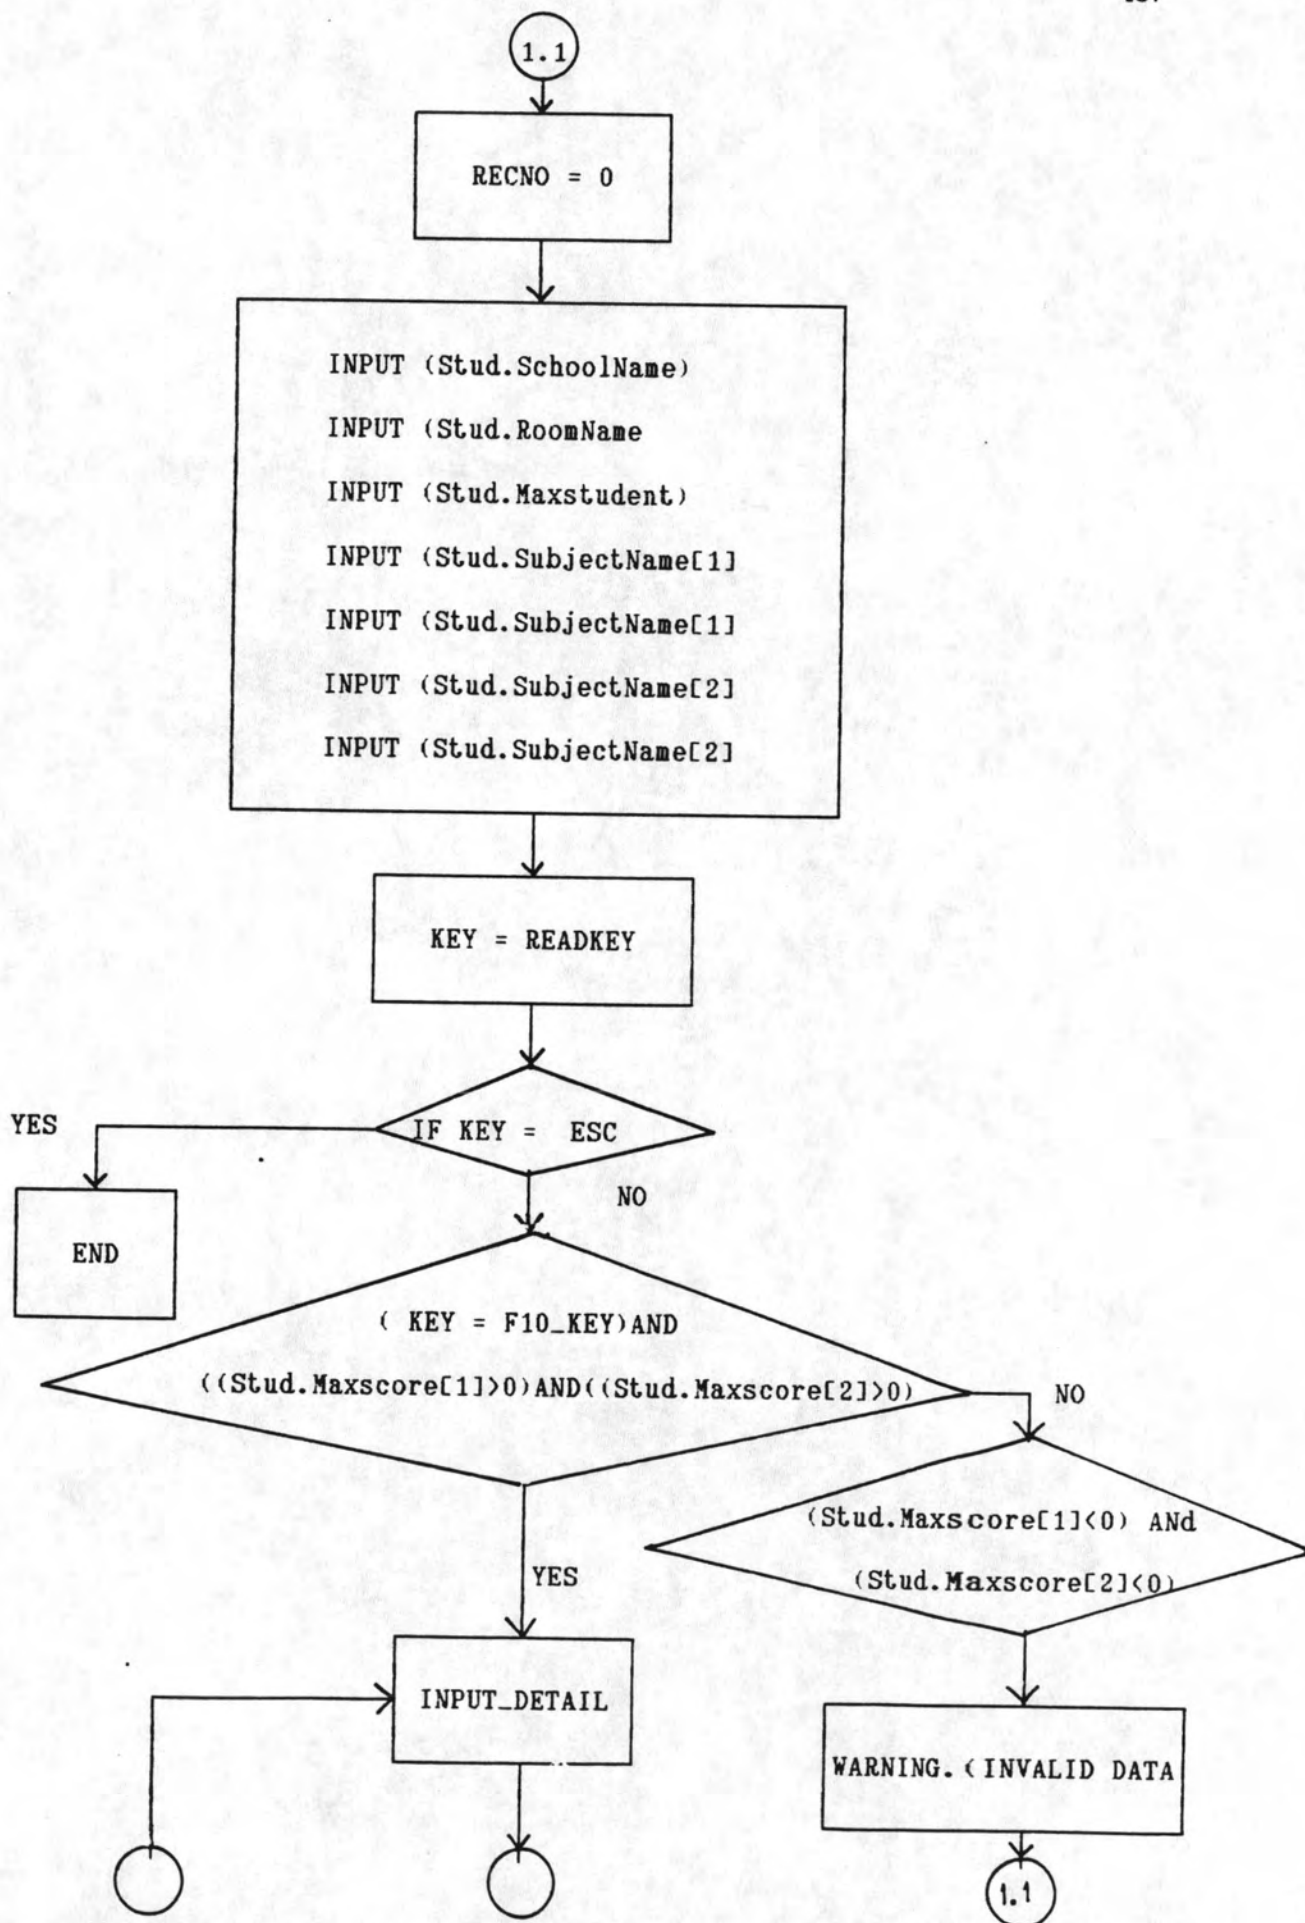 1.1
RECNO = 0
INPUT (Stud.SchoolName)
INPUT (Stud.RoomName
INPUT (Stud.Maxstudent)
INPUT (Stud.SubjectName[1]
INPUT (Stud.SubjectName[1]
INPUT (Stud.SubjectName[2]
INPUT (Stud.SubjectName[2]
KEY = READKEY
IF KEY = ESC
YES
NO
END
( KEY = F10_KEY)AND
((Stud.Maxscore[1]>0)AND((Stud.Maxscore[2]>0)
NO
(Stud.Maxscore[1]<0) ANd
(Stud.Maxscore[2]<0)
YES
INPUT_DETAIL
WARNING.(INVALID DATA
1.1